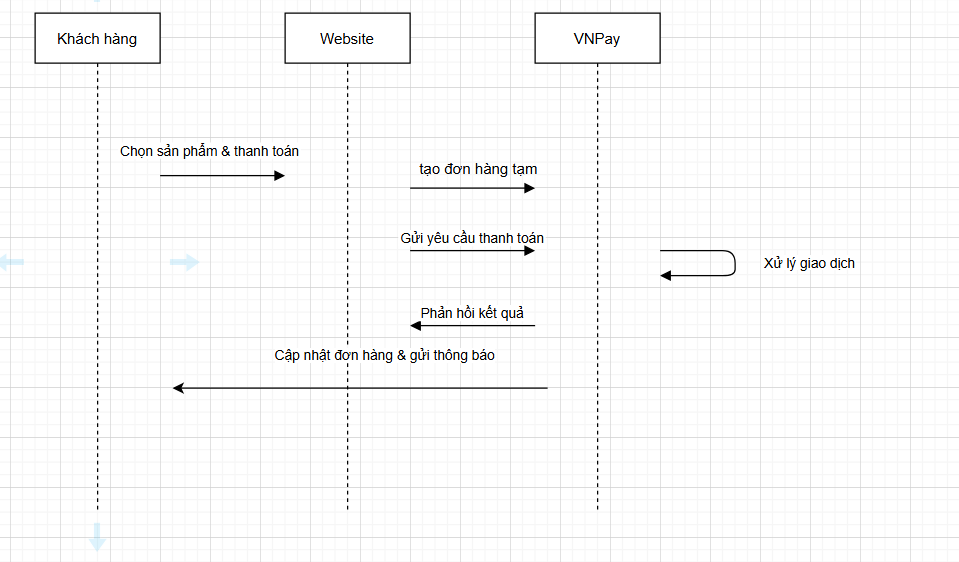 Khách hàng
Website
VNPay
Chọn sản phẩm & thanh toán
tạo đơn hàng tạm
Gửi yêu cầu thanh toán
Xử lý giao dịch
Phản hồi kết quả
Cập nhật đơn hàng & gửi thông báo